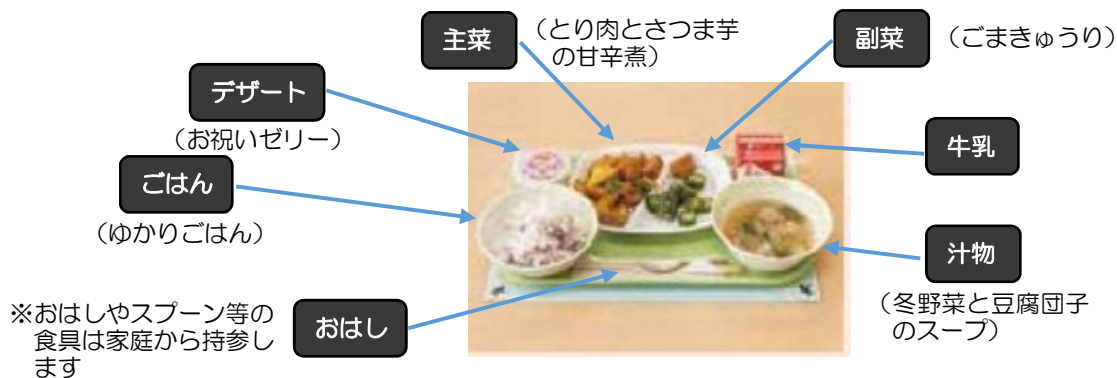 主菜
(とり肉とさつま芋
の甘辛煮)
副菜
(ごまきゅうり)
デザート
(お祝いゼリー)
牛乳
ごはん
(ゆかりごはん)
汁物
(冬野菜と豆腐団子
のスープ)
※おはしやスプーン等の
食具は家庭から持参し
ます
おはし